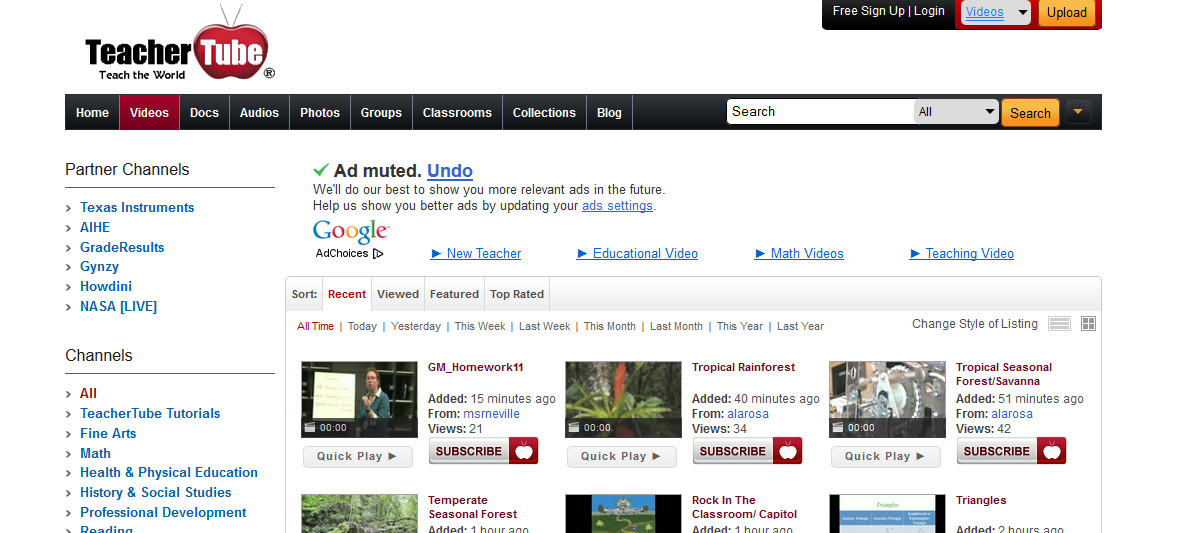 Free Sign Up | Login Videos Upload
Teacher Tube ®
Teach the World
Home Videos Docs Audios Photos Groups Classrooms Collections Blog Search All Search
Partner Channels
Texas Instruments
AIHE
GradeResults
Gynzy
Howdini
NASA [LIVE]
Channels
All
TeacherTube Tutorials
Fine Arts
Math
Health & Physical Education
History & Social Studies
Professional Development
Reading
Ad muted. Undo
We'll do our best to show you more relevant ads in the future.
Help us show you better ads by updating your ads settings.
Google
AdChoices
New Teacher Educational Video Math Videos Teaching Video
Sort: Recent Viewed Featured Top Rated
All Time | Today | Yesterday | This Week | Last Week | This Month | Last Month | This Year | Last Year
Change Style of Listing
00:00
Quick Play
GM_Homework11
Added: 15 minutes ago
From: msrneville
Views: 21
SUBSCRIBE
00:00
Quick Play
Tropical Rainforest
Added: 40 minutes ago
From: alarosa
Views: 34
SUBSCRIBE
00:00
Quick Play
Tropical Seasonal
Forest/Savanna
Added: 51 minutes ago
From: alarosa
Views: 42
SUBSCRIBE
Temperate
Seasonal Forest
Added: 1 hour ago
Rock In The
Classroom/ Capitol
Added: 1 hour ago
Triangles
Triangles
Added: 2 hours ago